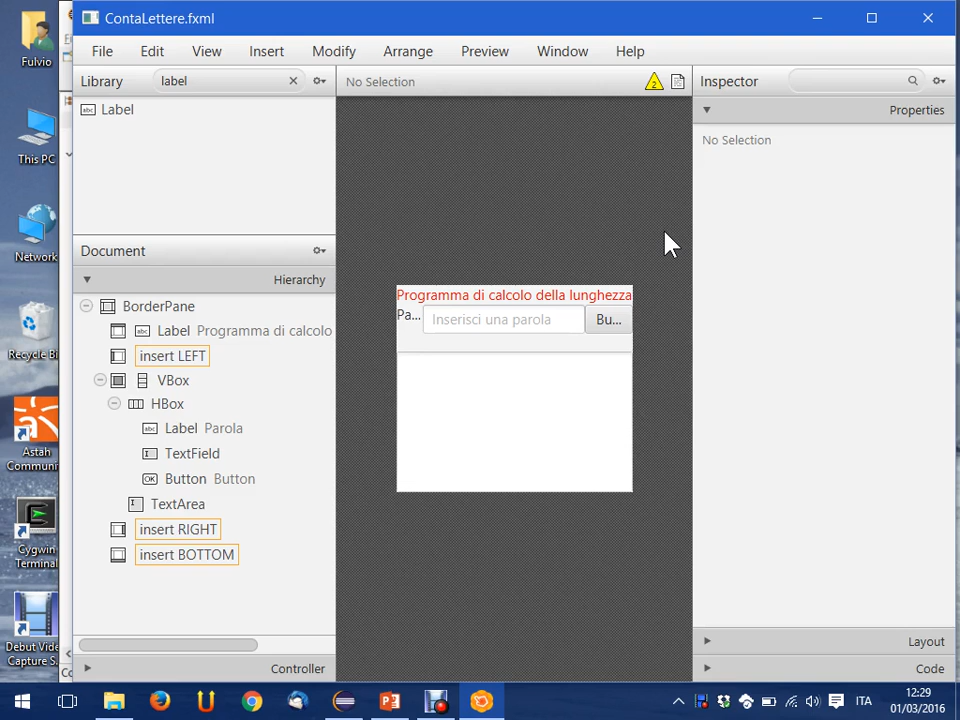 Fulvio
This PC
Network
Recycle Bi
Astah
Commun
Cygwin
Terminal
Debut Vide
Capture S
ContaLettere.fxml
File Edit View Insert Modify Arrange Preview Window Help
Library label
Label
Document
Hierarchy
BorderPane
Label Programma di calcolo
insert LEFT
VBox
HBox
Label Parola
TextField
Button Button
TextArea
insert RIGHT
insert BOTTOM
Controller
No Selection 2
Programma di calcolo della lunghezza
Pa... Inserisci una parola Bu...
Inspector
Properties
No Selection
Layout
Code
ITA
12:29
01/03/2016